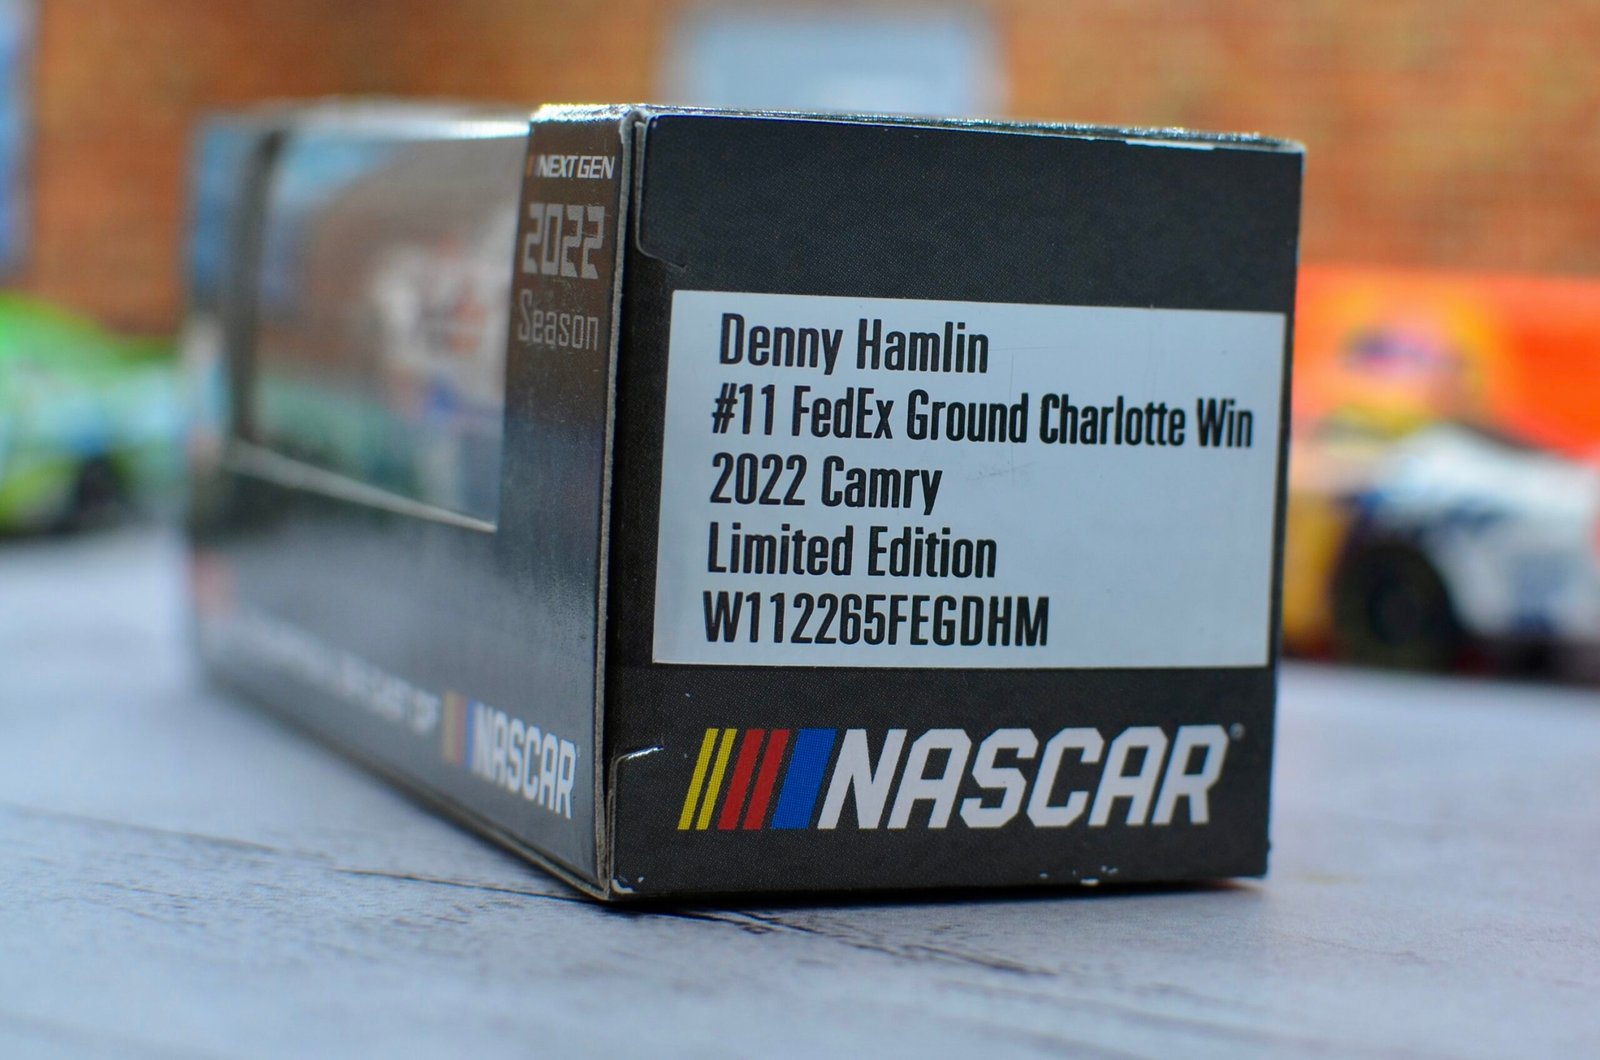 NEXT GEN
2022
Season
NASCAR
Denny Hamlin
#11 FedEx Ground Charlotte Win
2022 Camry
Limited Edition
W112265FEGDHM
NASCAR